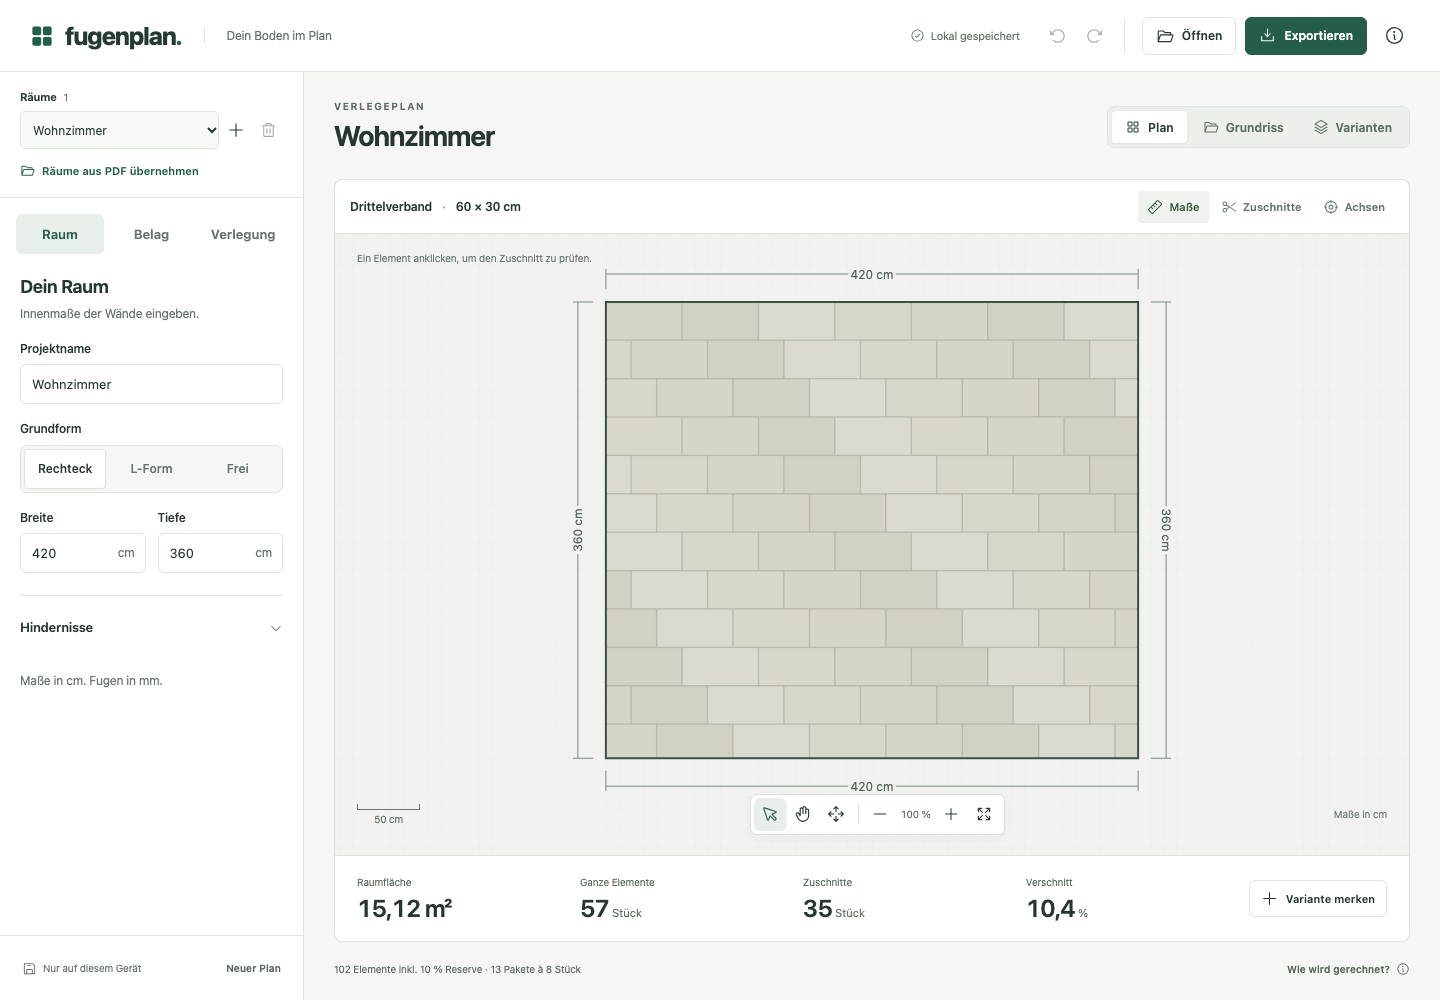 fugenplan.
Dein Boden im Plan
Lokal gespeichert
Öffnen
Exportieren
Räume 1
Wohnzimmer
Räume aus PDF übernehmen
Raum
Belag
Verlegung
Dein Raum
Innenmaße der Wände eingeben.
Projektname
Wohnzimmer
Grundform
Rechteck
L-Form
Frei
Breite
Tiefe
420 cm
360 cm
Hindernisse
Maße in cm. Fugen in mm.
Nur auf diesem Gerät
Neuer Plan
VERLEGEPLAN
Wohnzimmer
Plan
Grundriss
Varianten
Drittelverband · 60 × 30 cm
Maße
Zuschnitte
Achsen
Ein Element anklicken, um den Zuschnitt zu prüfen.
420 cm
360 cm
360 cm
420 cm
50 cm
100 %
Maße in cm
Raumfläche
15,12 m²
Ganze Elemente
57 Stück
Zuschnitte
35 Stück
Verschnitt
10,4 %
Variante merken
102 Elemente inkl. 10 % Reserve · 13 Pakete à 8 Stück
Wie wird gerechnet?